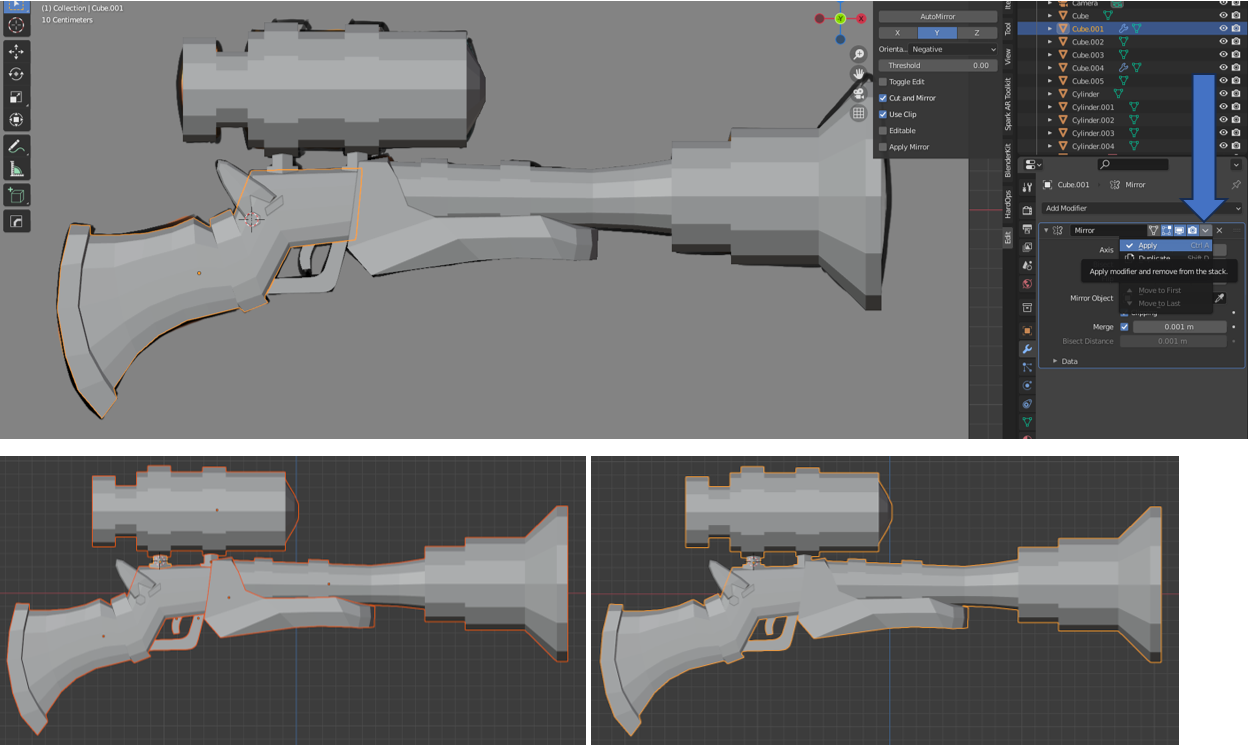 (1) Collection | Cube.001
10 Centimeters
Y
X
AutoMirror
X Y Z
Orienta.. Negative
Threshold 0.00
Toggle Edit
Cut and Mirror
Use Clip
Editable
Apply Mirror
Tool
View
Spark AR Toolkit
BlenderKit
HardOps
Edit
Camera
Cube
Cube.001
Cube.002
Cube.003
Cube.004
Cube.005
Cylinder
Cylinder.001
Cylinder.002
Cylinder.003
Cylinder.004
Cube.001 Mirror
Add Modifier
Mirror
Axis
Apply Ctrl A
Duplicate Shift D
Apply modifier and remove from the stack.
Move to First
Move to Last
Mirror Object
Clipping
Merge 0.001 m
Bisect Distance 0.001 m
Data